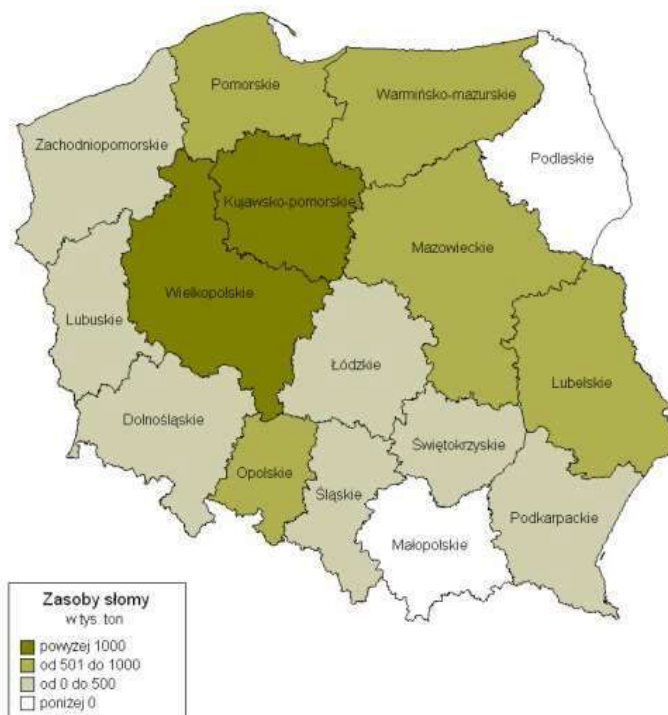 Pomorskie
Warmińsko-mazurskie
Zachodniopomorskie
Podlaskie
Kujawsko-pomorskie
Mazowieckie
Wielkopolskie
Lubuskie
Łódzkie
Lubelskie
Dolnośląskie
Świętokrzyskie
Opolskie
Śląskie
Podkarpackie
Małopolskie
Zasoby słomy
w tys. ton
powyżej 1000
od 501 do 1000
od 0 do 500
poniżej 0